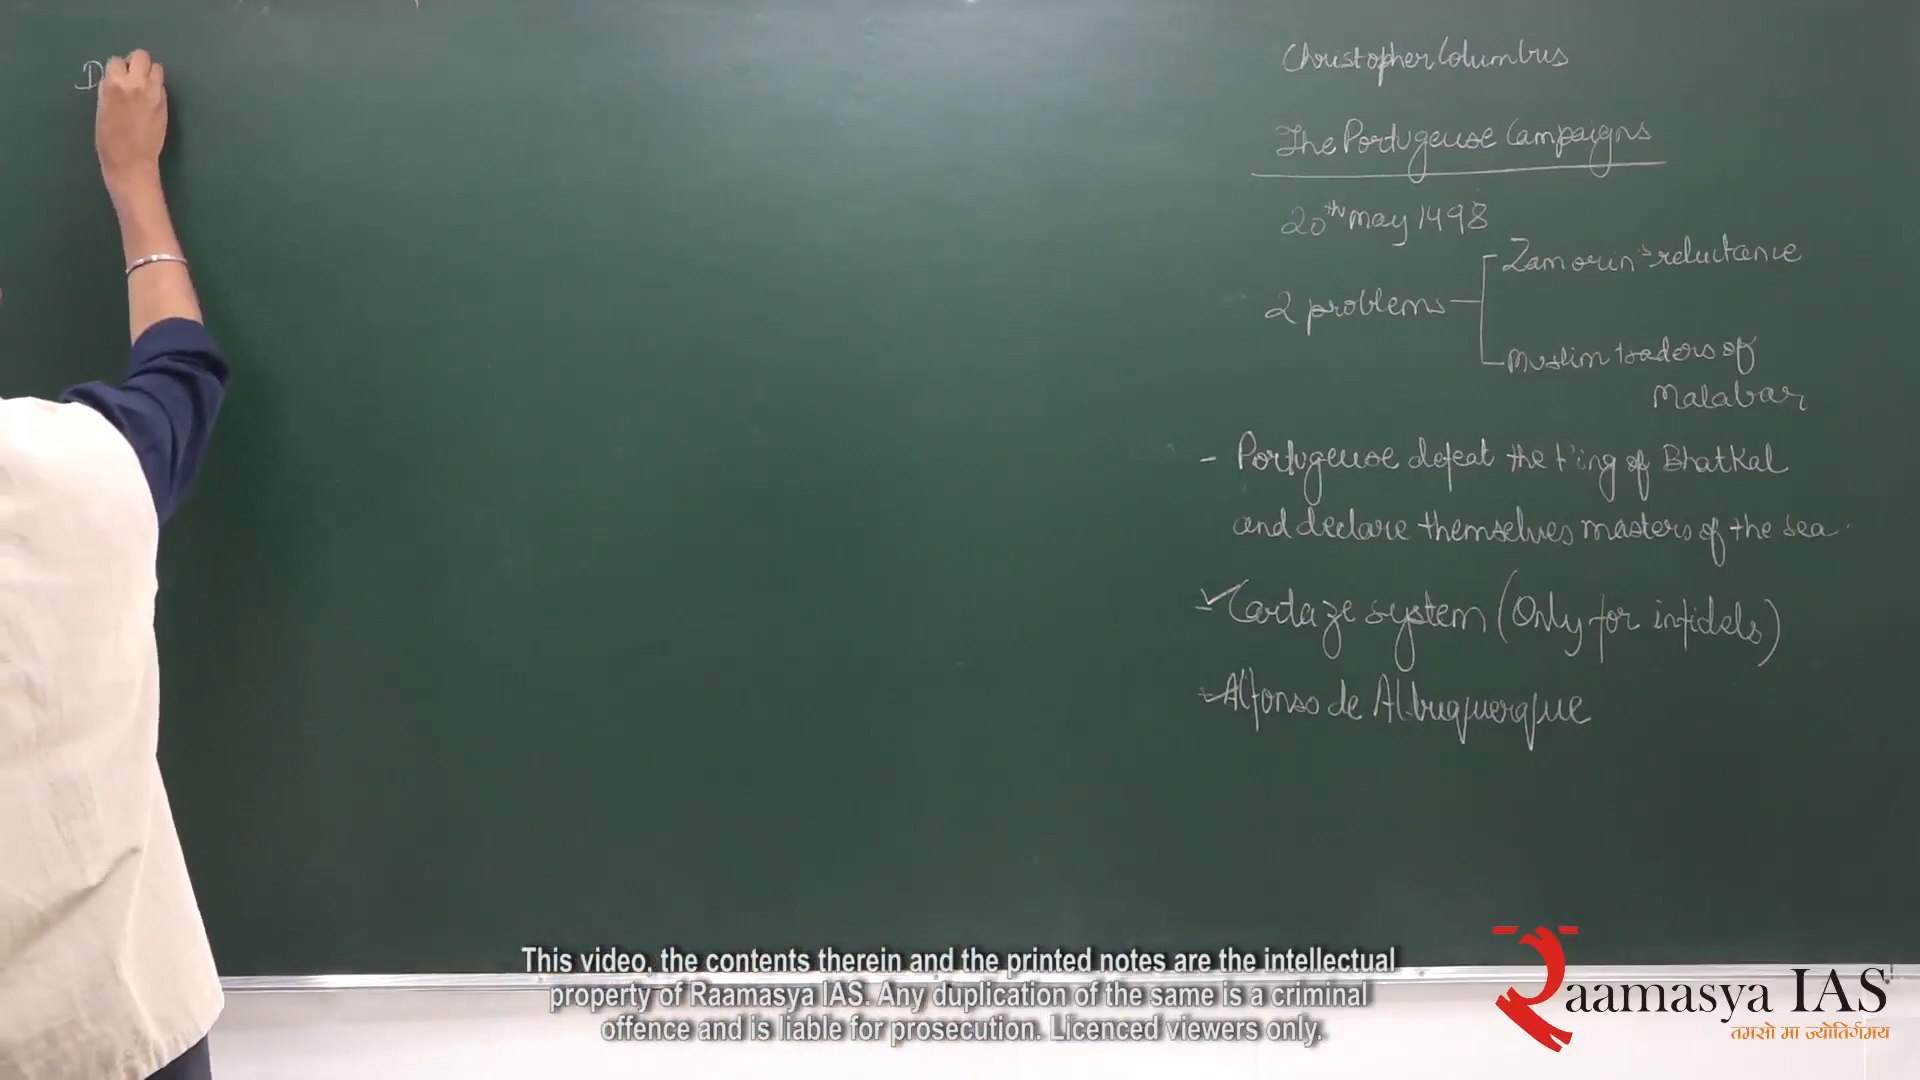 D
Christopher Columbus
The Portugeuse Campaigns
20th May 1498
2 problems
Zamorin's reluctance
Muslim traders of
Malabar
- Portugeuse defeat the King of Bhatkal
and declare themselves masters of the sea.
- Cartaze system (Only for infidels)
- Alfonso de Albuquerque
This video, the contents therein and the printed notes are the intellectual
property of Raamasya IAS. Any duplication of the same is a criminal
offence and is liable for prosecution. Licenced viewers only.
Raamasya IAS
तमसो मा ज्योतिर्गमय